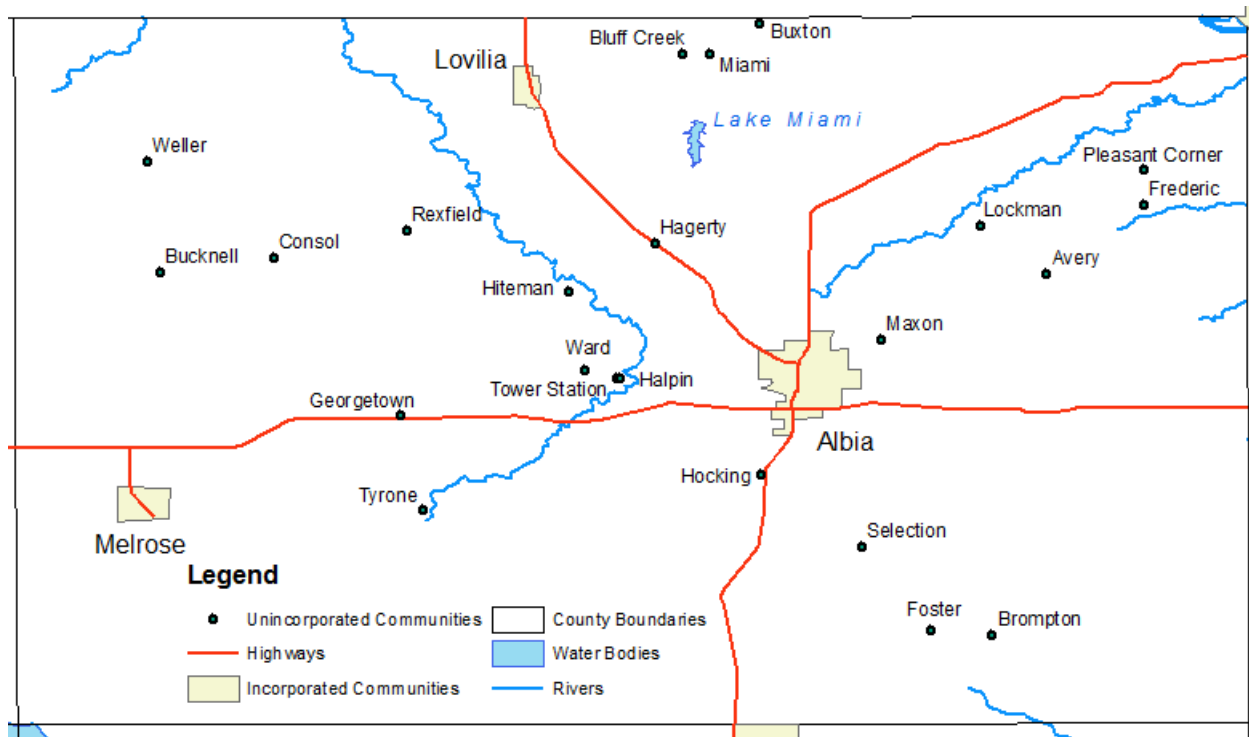 Buxton
Bluff Creek
Miami
Lovilia
Lake Miami
Weller
Pleasant Corner
Frederic
Rexfield
Lockman
Hagerty
Consol
Bucknell
Avery
Hiteman
Maxon
Ward
Tower Station
Halpin
Georgetown
Albia
Hocking
Tyrone
Selection
Melrose
Legend
Foster
Brompton
Unincorporated Communities
County Boundaries
Highways
Water Bodies
Incorporated Communities
Rivers